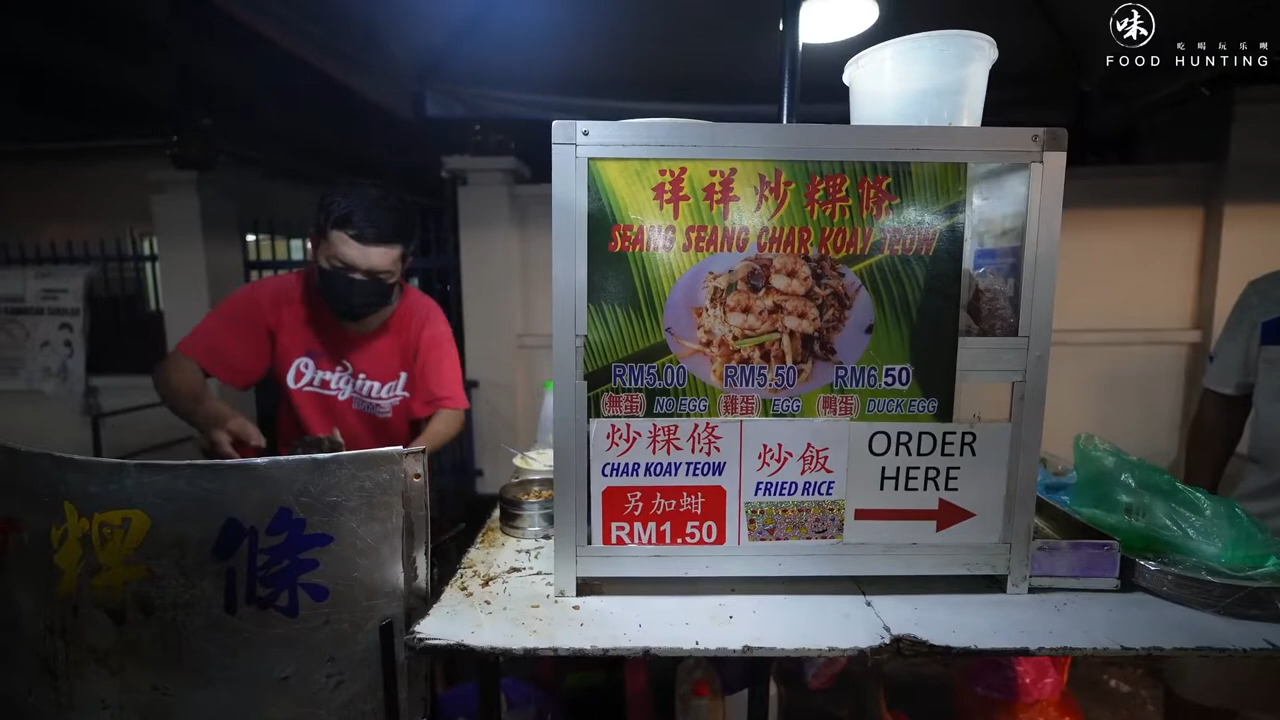 味
吃喝玩乐呗
FOOD HUNTING
祥祥炒粿條
SEANG SEANG CHAR KOAY TEOW
RM5.00 RM5.50 RM6.50
(無蛋) NO EGG (雞蛋) EGG (鴨蛋) DUCK EGG
炒粿條
CHAR KOAY TEOW
另加蚶
RM1.50
炒飯
FRIED RICE
ORDER
HERE
Original
粿條